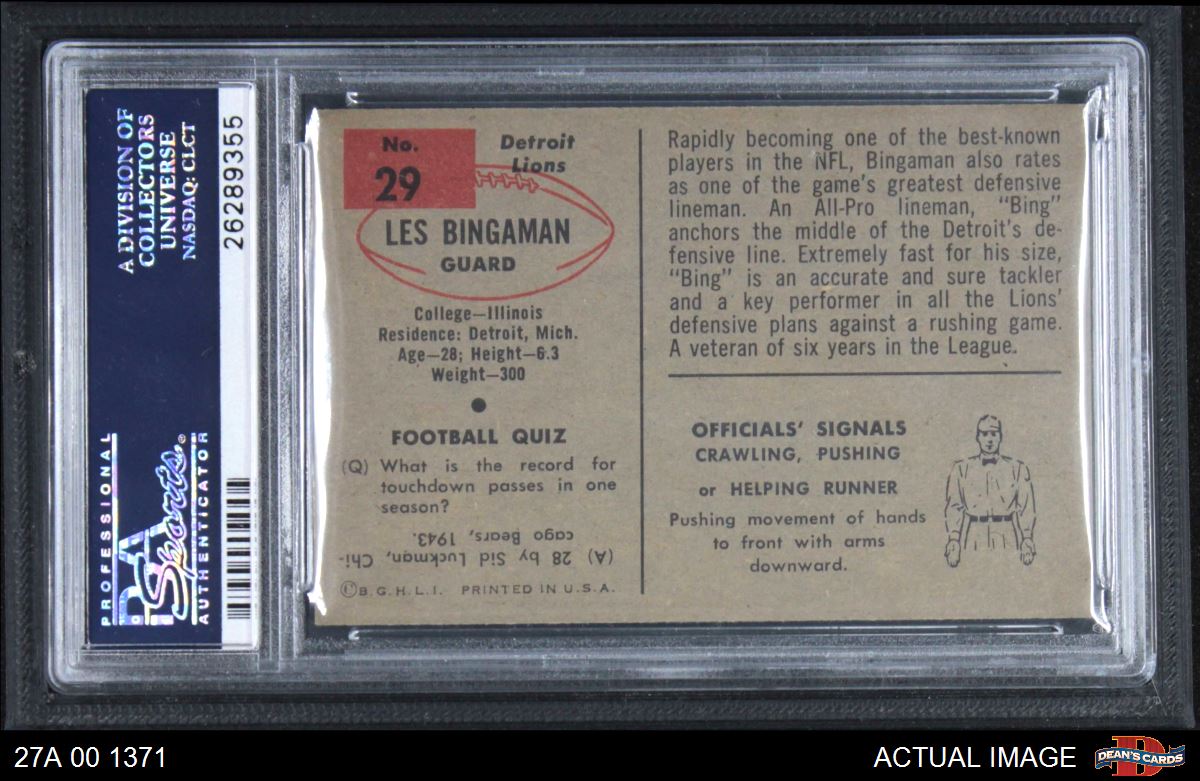 A DIVISION OF
COLLECTORS
UNIVERSE
NASDAQ: CLCT
26289355
PROFESSIONAL
PSA
Sports®
AUTHENTICATOR
No.
29
Detroit
Lions
LES BINGAMAN
GUARD
College—Illinois
Residence: Detroit, Mich.
Age—28; Height—6.3
Weight—300
FOOTBALL QUIZ
(Q) What is the record for
touchdown passes in one
season?
(A) 28 by Sid Luckman, Chi-
cago Bears, 1943.
©B.G.H.L.I. PRINTED IN U.S.A.
Rapidly becoming one of the best-known
players in the NFL, Bingaman also rates
as one of the game's greatest defensive
lineman. An All-Pro lineman, "Bing"
anchors the middle of the Detroit's de-
fensive line. Extremely fast for his size,
"Bing" is an accurate and sure tackler
and a key performer in all the Lions'
defensive plans against a rushing game.
A veteran of six years in the League.
OFFICIALS' SIGNALS
CRAWLING, PUSHING
or HELPING RUNNER
Pushing movement of hands
to front with arms
downward.
27A 00 1371
ACTUAL IMAGE
DEAN'S CARDS